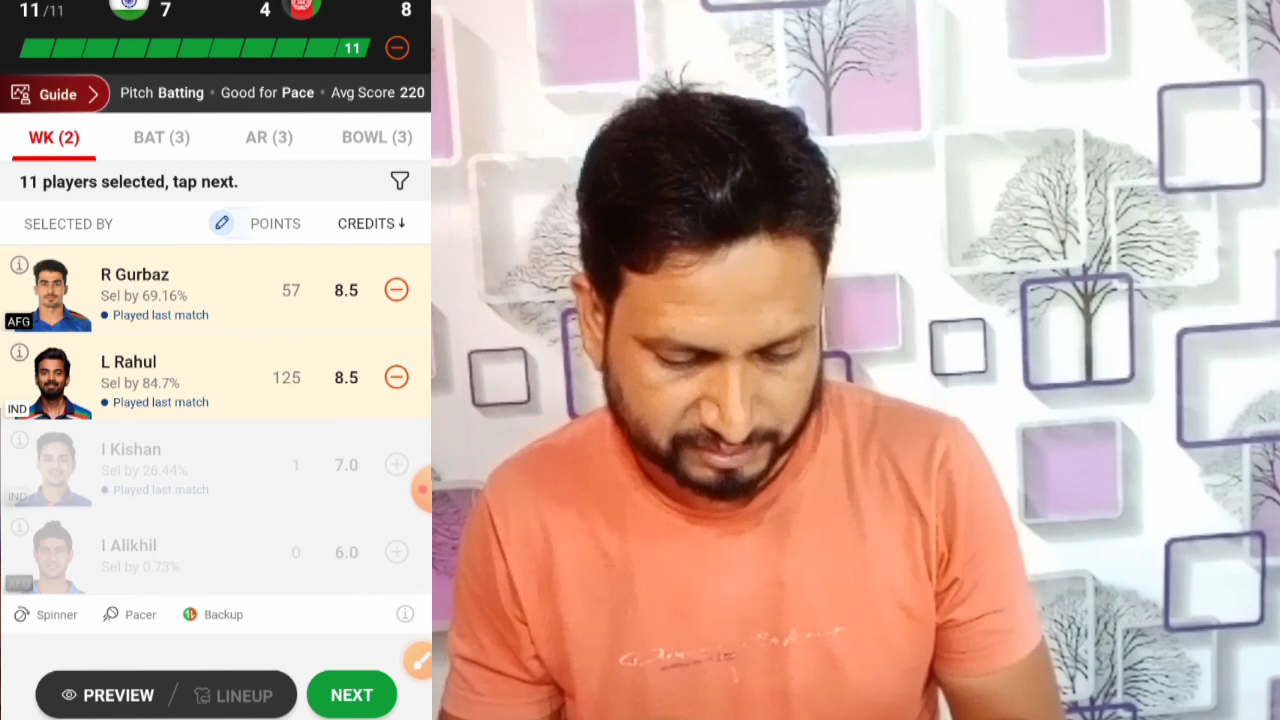 11/11 7 4 8
11
Guide Pitch Batting • Good for Pace • Avg Score 220
WK (2) BAT (3) AR (3) BOWL (3)
11 players selected, tap next.
SELECTED BY POINTS CREDITS↓
R Gurbaz
Sel by 69.16% 57 8.5
AFG • Played last match
L Rahul
Sel by 84.7% 125 8.5
IND • Played last match
I Kishan
Sel by 26.44% 1 7.0
IND • Played last match
I Alikhil
Sel by 0.73% 0 6.0
AFG
Spinner Pacer Backup
PREVIEW / LINEUP NEXT